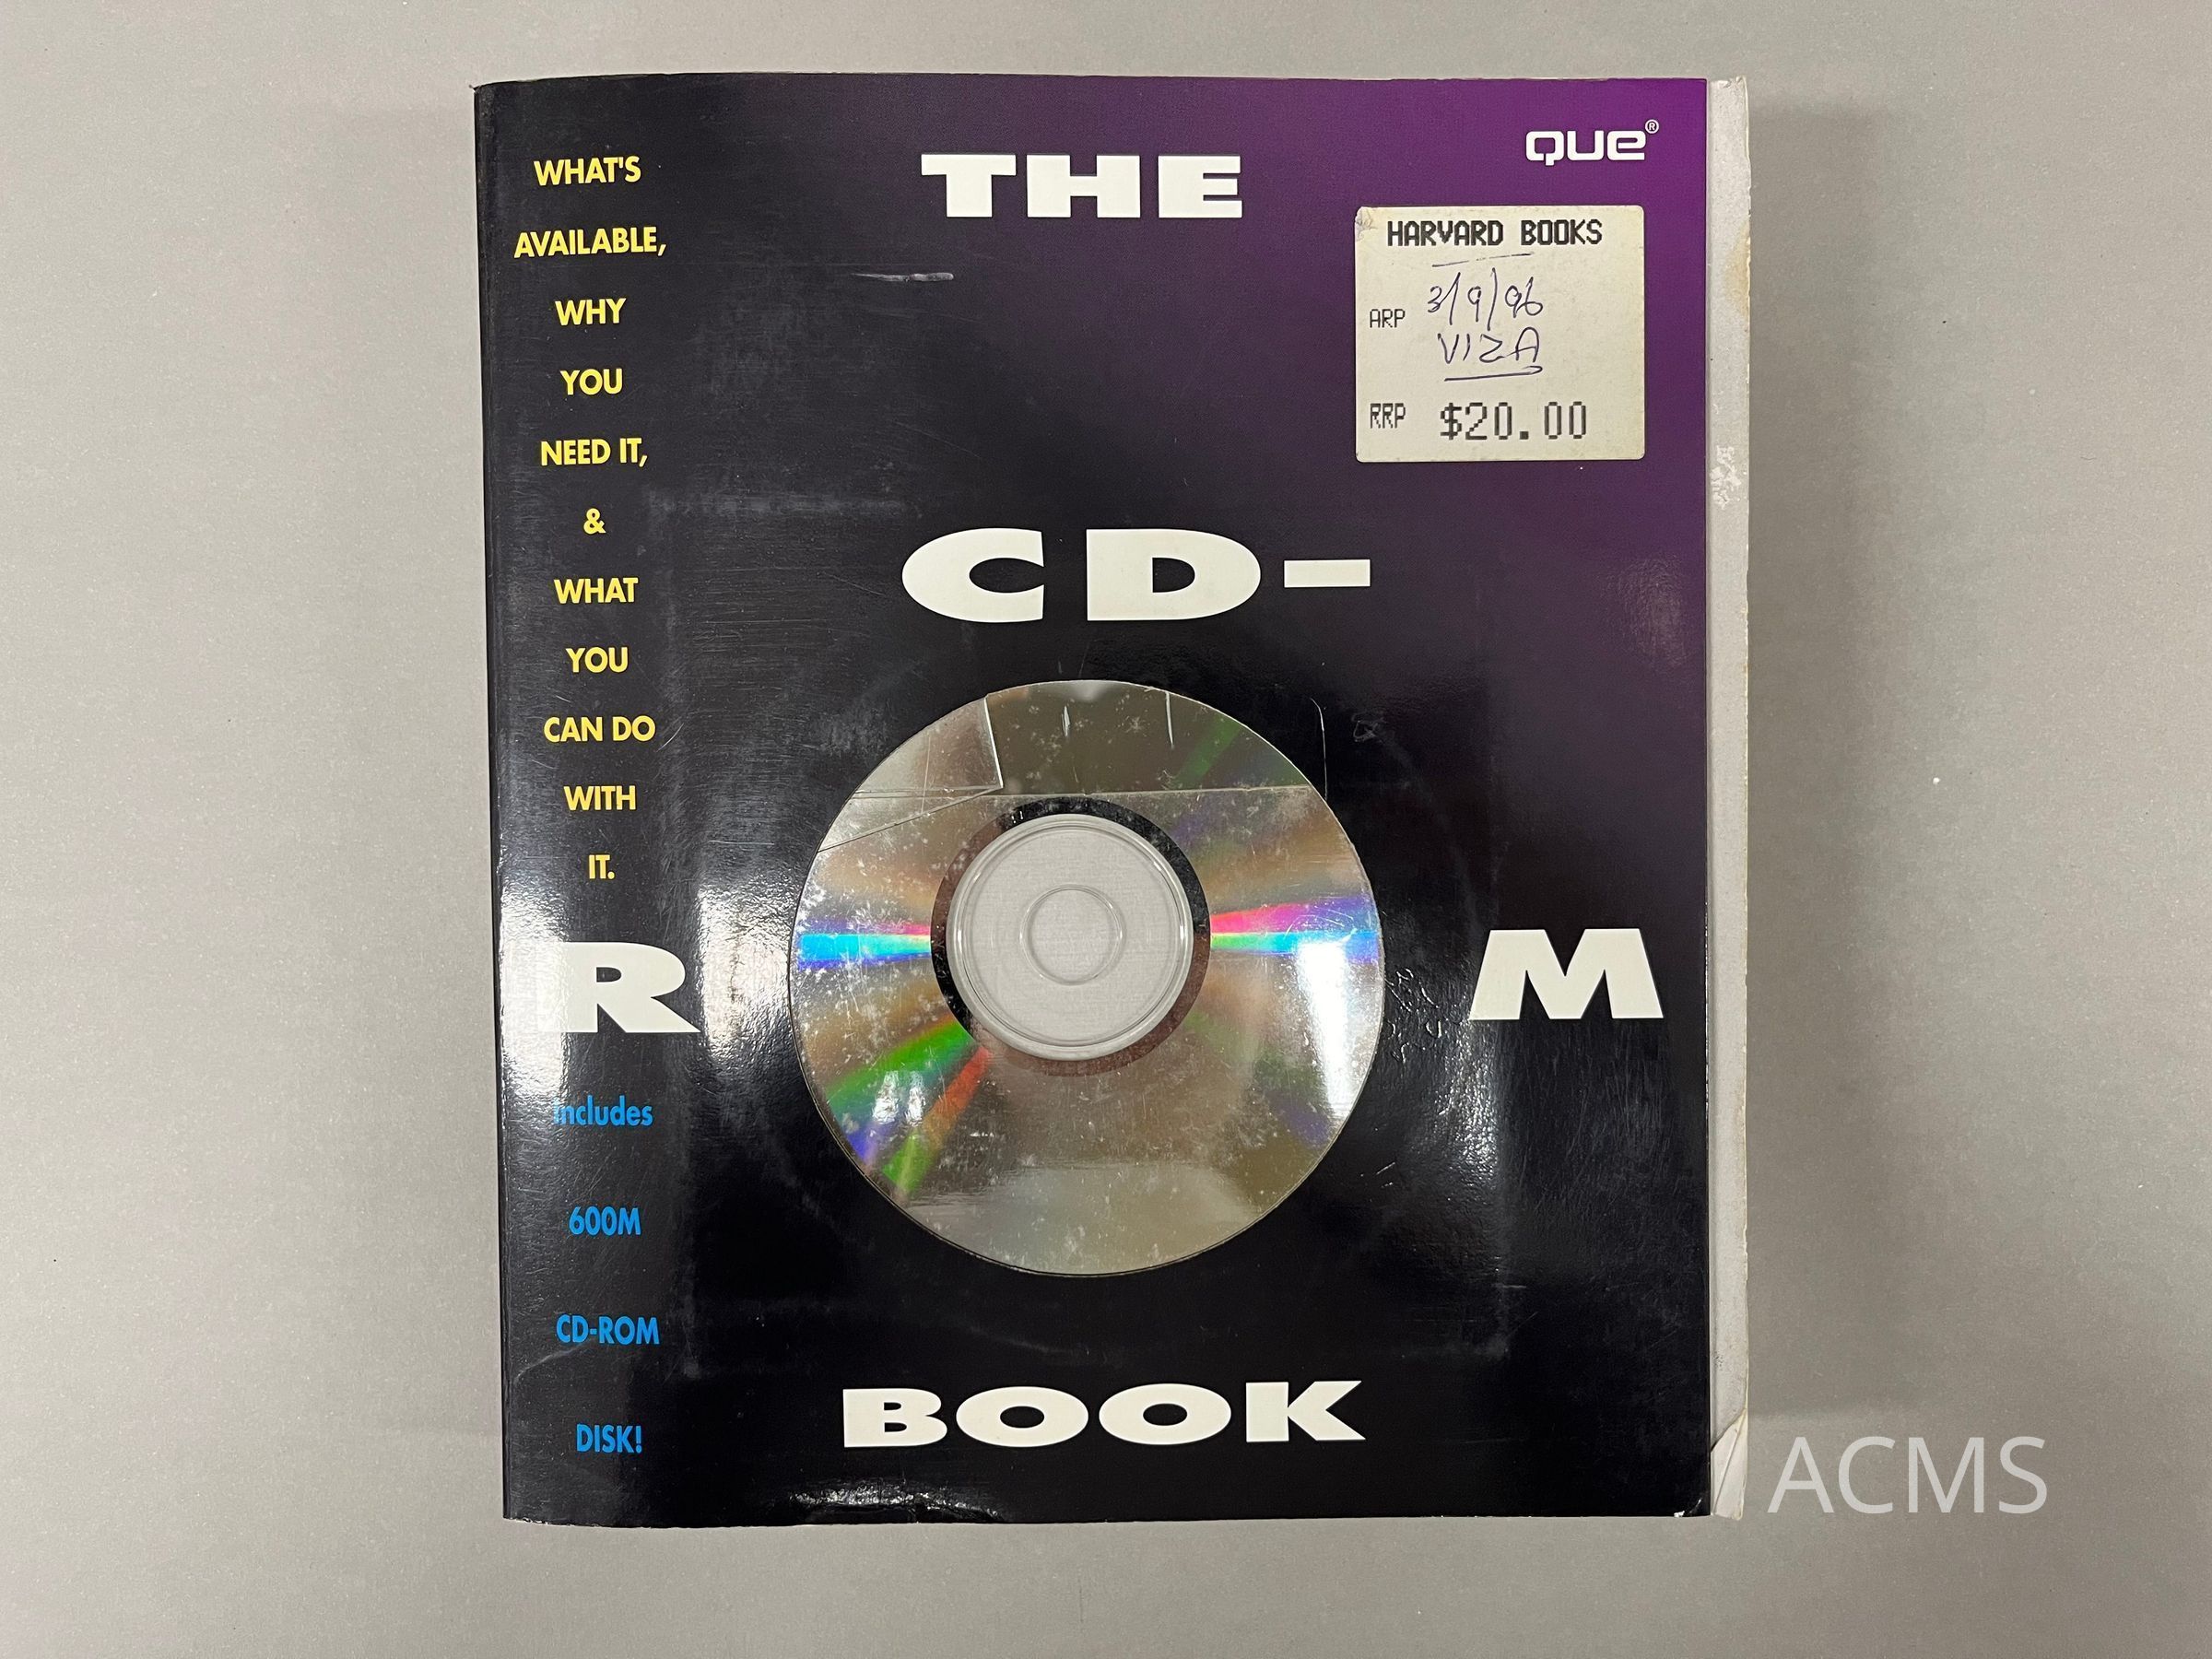 WHAT'S
AVAILABLE,
WHY
YOU
NEED IT,
&
WHAT
YOU
CAN DO
WITH
IT.
THE
QUE®
HARVARD BOOKS
ARP 3/9/96
VIZA
RRP $20.00
CD-
R M
BOOK
includes
600M
CD-ROM
DISK!
ACMS